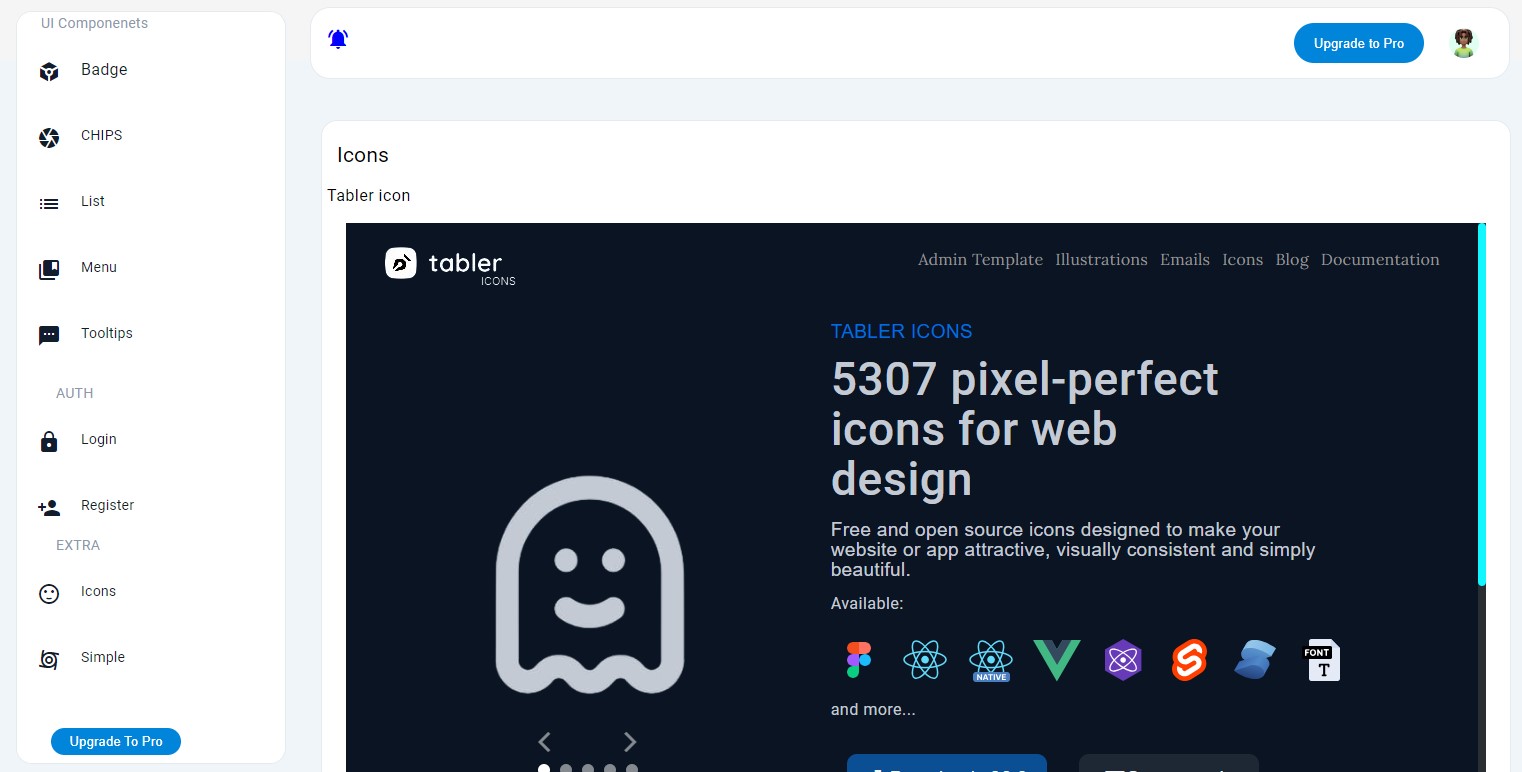 UI Componenets
Badge
CHIPS
List
Menu
Tooltips
AUTH
Login
Register
EXTRA
Icons
Simple
Upgrade To Pro
Upgrade to Pro
Icons
Tabler icon
tabler
ICONS
Admin Template Illustrations Emails Icons Blog Documentation
TABLER ICONS
5307 pixel-perfect
icons for web
design
Free and open source icons designed to make your
website or app attractive, visually consistent and simply
beautiful.
Available:
NATIVE
FONT
T
and more...